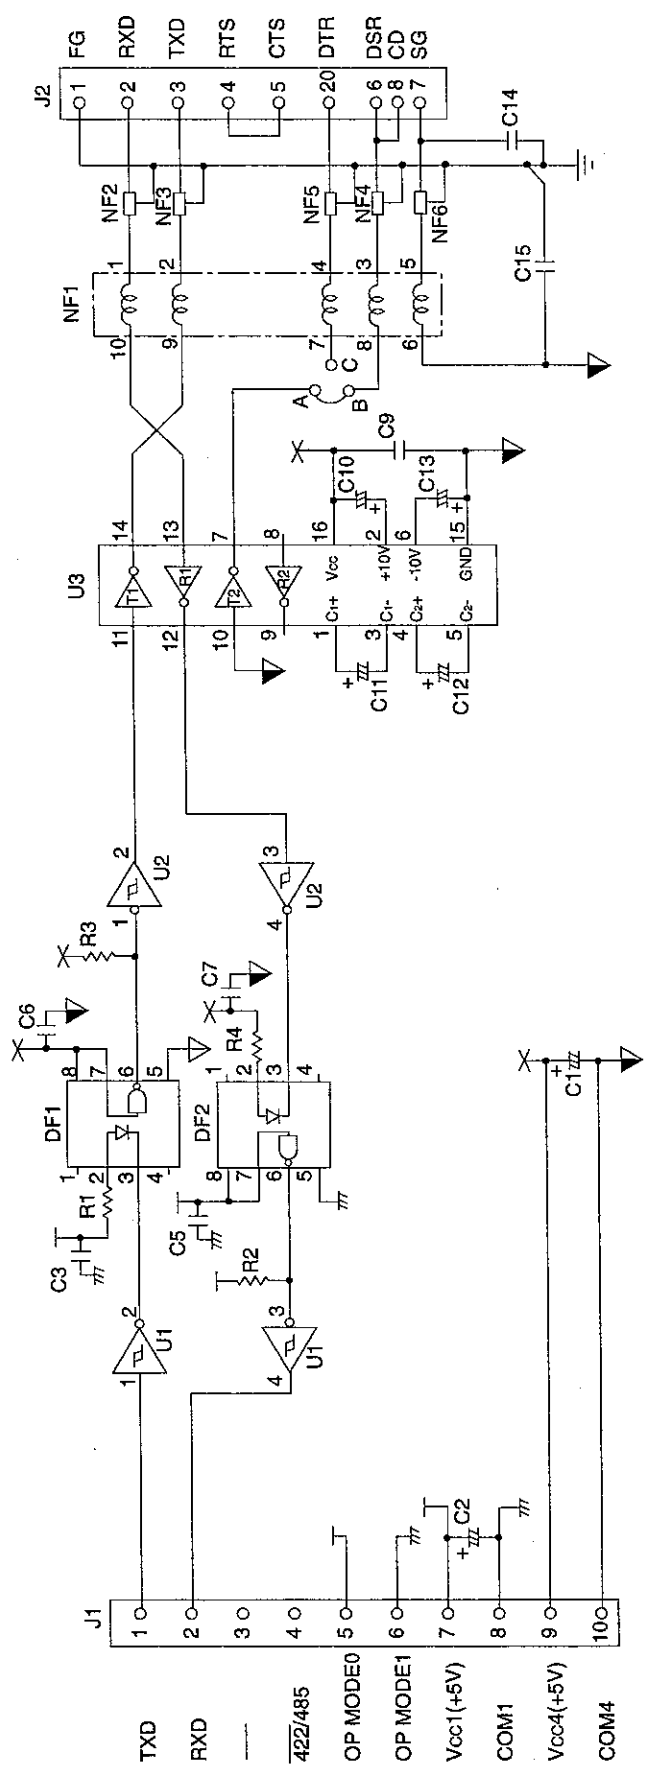 J1
TXD 1
RXD 2
— 3
422/485 4
OP MODE0 5
OP MODE1 6
Vcc1(+5V) 7
COM1 8
Vcc4(+5V) 9
COM4 10
+ C2
+ C1
1 2
U1
4 3
U1
C3
R1
R2
C5
DF1
1 2 3 4
8 7 6 5
C6
DF2
8 7 6 5
1 2 3 4
R4
C7
R3
1 2
U2
4 3
U2
U3
11 T1 14
12 R1 13
10 T2 7
9 R2 8
1 C1+ Vcc 16
3 C1- +10V 2
4 C2+ -10V 6
5 C2- GND 15
+ C11
+ C12
C10 +
C9
C13 +
A
B
C
NF1
10 1
9 2
7 4
8 3
6 5
NF2
NF3
NF5
NF4
NF6
C15
C14
J2
1 FG
2 RXD
3 TXD
4 RTS
5 CTS
20 DTR
6 DSR
8 CD
7 SG